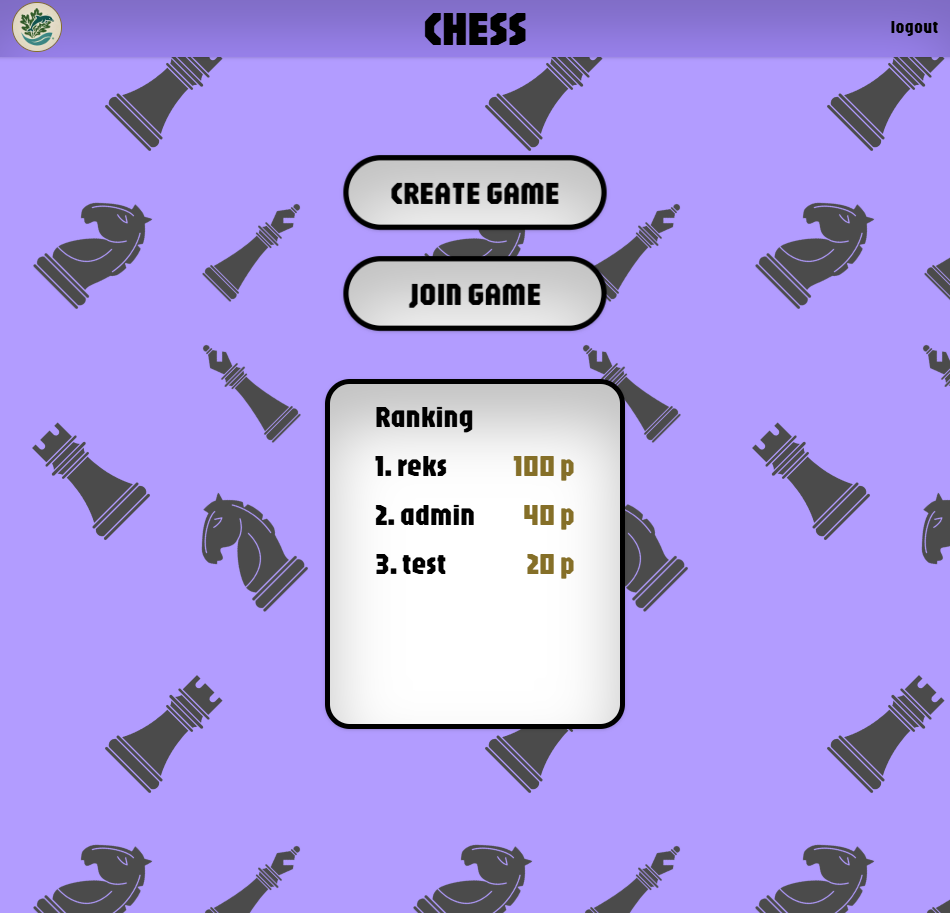 CHESS
logout
CREATE GAME
JOIN GAME
Ranking
1. reks 100 p
2. admin 40 p
3. test 20 p